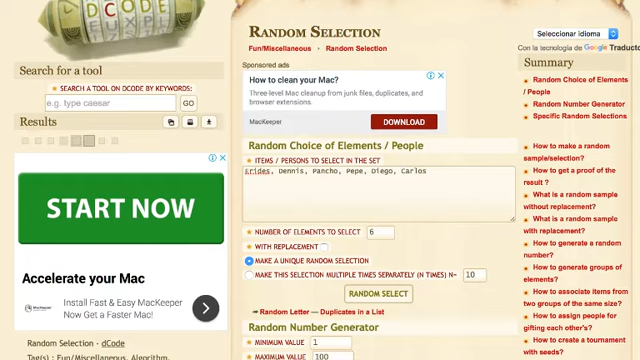 DCODE
Search for a tool
★ SEARCH A TOOL ON DCODE BY KEYWORDS:
e.g. type caesar
GO
Results
START NOW
Accelerate your Mac
Install Fast & Easy MacKeeper
Now Get a Faster Mac!
Random Selection - dCode
Tag(s) : Fun/Miscellaneous, Algorithm,
RANDOM SELECTION
Fun/Miscellaneous › Random Selection
Sponsored ads
How to clean your Mac?
Three-level Mac cleanup from junk files, duplicates, and
browser extensions.
MacKeeper
DOWNLOAD
Random Choice of Elements / People
★ ITEMS / PERSONS TO SELECT IN THE SET
Erides, Dennis, Pancho, Pepe, Diego, Carlos
★ NUMBER OF ELEMENTS TO SELECT 6
★ WITH REPLACEMENT
MAKE A UNIQUE RANDOM SELECTION
MAKE THIS SELECTION MULTIPLE TIMES SEPARATELY (N TIMES) N= 10
RANDOM SELECT
⇒ Random Letter — Duplicates in a List
Random Number Generator
★ MINIMUM VALUE 1
★ MAXIMUM VALUE 100
Seleccionar idioma
Con la tecnología de Google Traducto
Summary
Random Choice of Elements
/ People
Random Number Generator
Specific Random Selections
How to make a random
sample/selection?
How to get a proof of the
result ?
What is a random sample
without replacement?
What is a random sample
with replacement?
How to generate a random
number?
How to generate groups of
elements?
How to associate items from
two groups of the same size?
How to assign people for
gifting each other's?
How to create a tournament
with seeds?